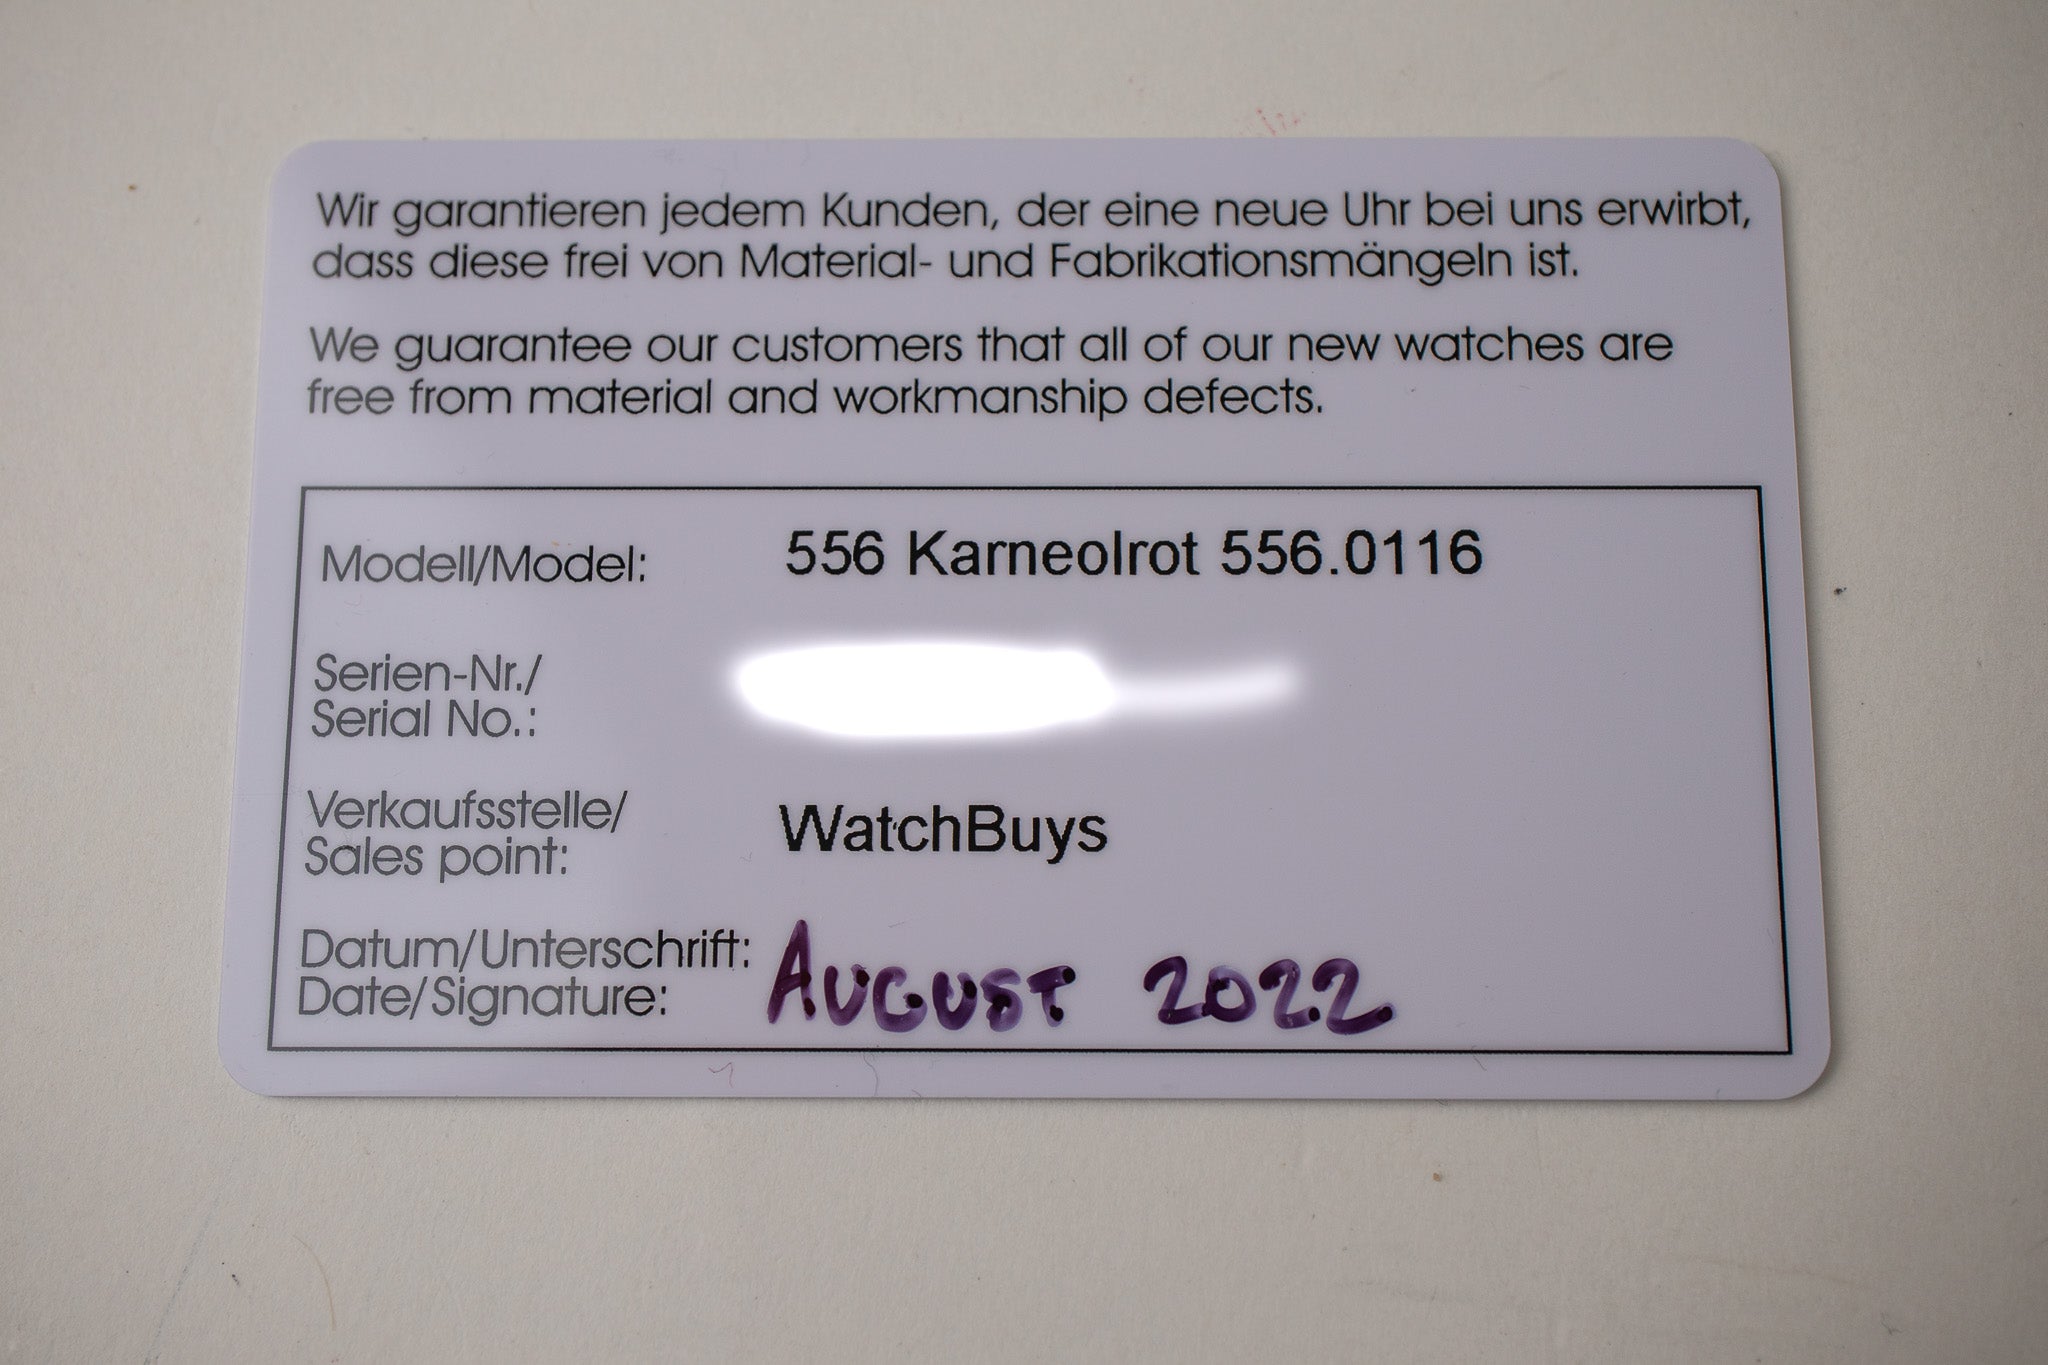 Wir garantieren jedem Kunden, der eine neue Uhr bei uns erwirbt,
dass diese frei von Material- und Fabrikationsmängeln ist.
We guarantee our customers that all of our new watches are
free from material and workmanship defects.
Modell/Model: 556 Karneolrot 556.0116
Serien-Nr./
Serial No.:
Verkaufsstelle/
Sales point: WatchBuys
Datum/Unterschrift:
Date/Signature: AUGUST 2022